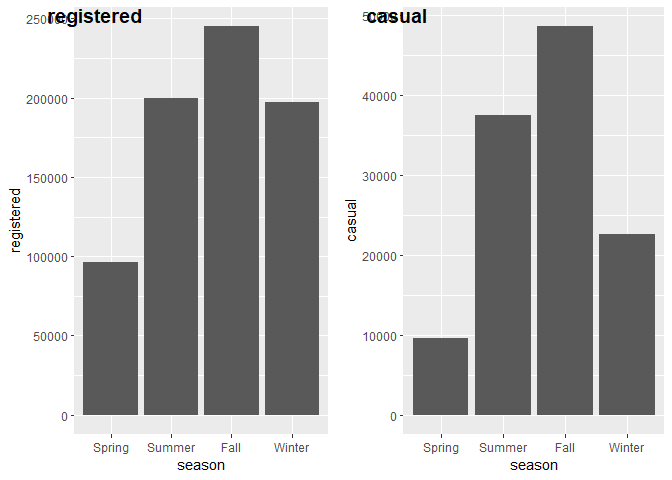 registered
250000
200000
150000
100000
50000
0
registered
Spring Summer Fall Winter
season
casual
50000
40000
30000
20000
10000
0
casual
Spring Summer Fall Winter
season